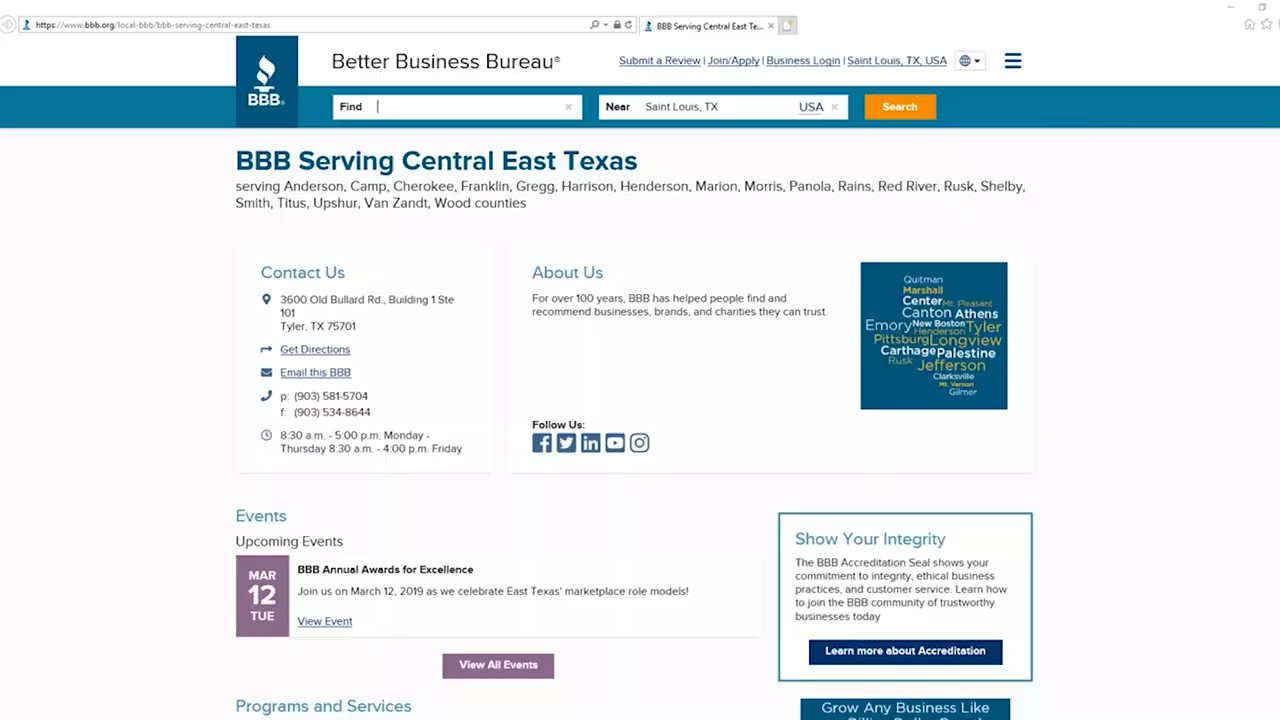 https://www.bbb.org/local-bbb/bbb-serving-central-east-texas
BBB Serving Central East Te...
Better Business Bureau®
Submit a Review | Join/Apply | Business Login | Saint Louis, TX, USA
BBB®
Find
Near Saint Louis, TX USA
Search
BBB Serving Central East Texas
serving Anderson, Camp, Cherokee, Franklin, Gregg, Harrison, Henderson, Marion, Morris, Panola, Rains, Red River, Rusk, Shelby,
Smith, Titus, Upshur, Van Zandt, Wood counties
Contact Us
3600 Old Bullard Rd., Building 1 Ste
101
Tyler, TX 75701
Get Directions
Email this BBB
p: (903) 581-5704
f: (903) 534-8644
8:30 a.m. - 5:00 p.m. Monday -
Thursday 8:30 a.m. - 4:00 p.m. Friday
About Us
For over 100 years, BBB has helped people find and
recommend businesses, brands, and charities they can trust.
Follow Us:
Quitman
Marshall
Center Mt. Pleasant
Canton Athens
Emory New Boston Tyler
Henderson
Pittsburg Longview
Carthage Palestine
Rusk Jefferson
Clarksville
Mt. Vernon
Gilmer
Events
Upcoming Events
MAR
12
TUE
BBB Annual Awards for Excellence
Join us on March 12, 2019 as we celebrate East Texas' marketplace role models!
View Event
View All Events
Show Your Integrity
The BBB Accreditation Seal shows your
commitment to integrity, ethical business
practices, and customer service. Learn how
to join the BBB community of trustworthy
businesses today
Learn more about Accreditation
Programs and Services
Grow Any Business Like